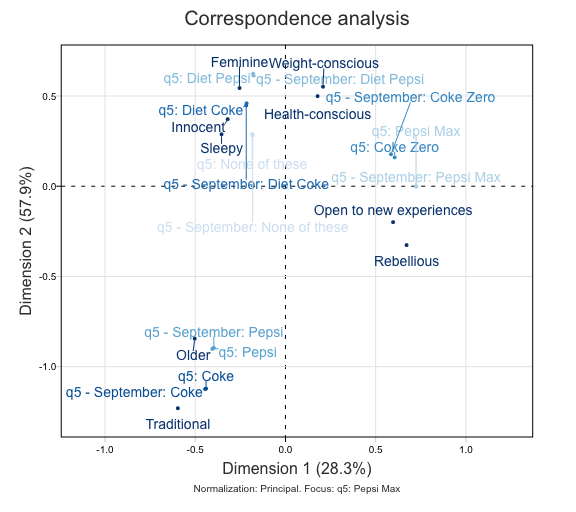 Correspondence analysis
Feminine
Weight-conscious
q5: Diet Pepsi
q5 - September: Diet Pepsi
q5 - September: Coke Zero
0.5
q5: Diet Coke
Health-conscious
Innocent
q5: Pepsi Max
Sleepy
q5: Coke Zero
q5: None of these
q5 - September: Pepsi Max
0.0
q5 - September: Diet Coke
Open to new experiences
q5 - September: None of these
Rebellious
-0.5
q5 - September: Pepsi
Older
q5: Pepsi
-1.0
q5: Coke
q5 - September: Coke
Traditional
Dimension 2 (57.9%)
-1.0 -0.5 0.0 0.5 1.0
Dimension 1 (28.3%)
Normalization: Principal. Focus: q5: Pepsi Max